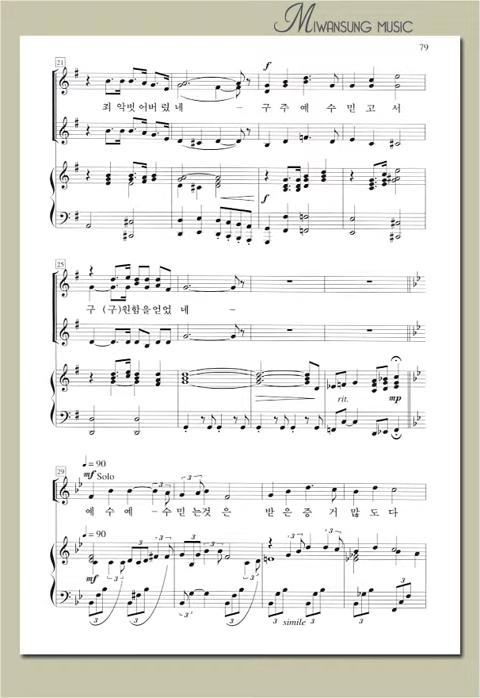 MIWANSUNG MUSIC
79
21
f
죄 악벗 어버렸 네 - 구 주 예 수 믿 고 서
f
25
구 (구)원함을얻었 네 -
rit.
mp
♩ = 90
29
mf Solo
예 수 예 - 수 믿 는것 은 받 은 증 거 많 도 다
♩ = 90
mf
simile